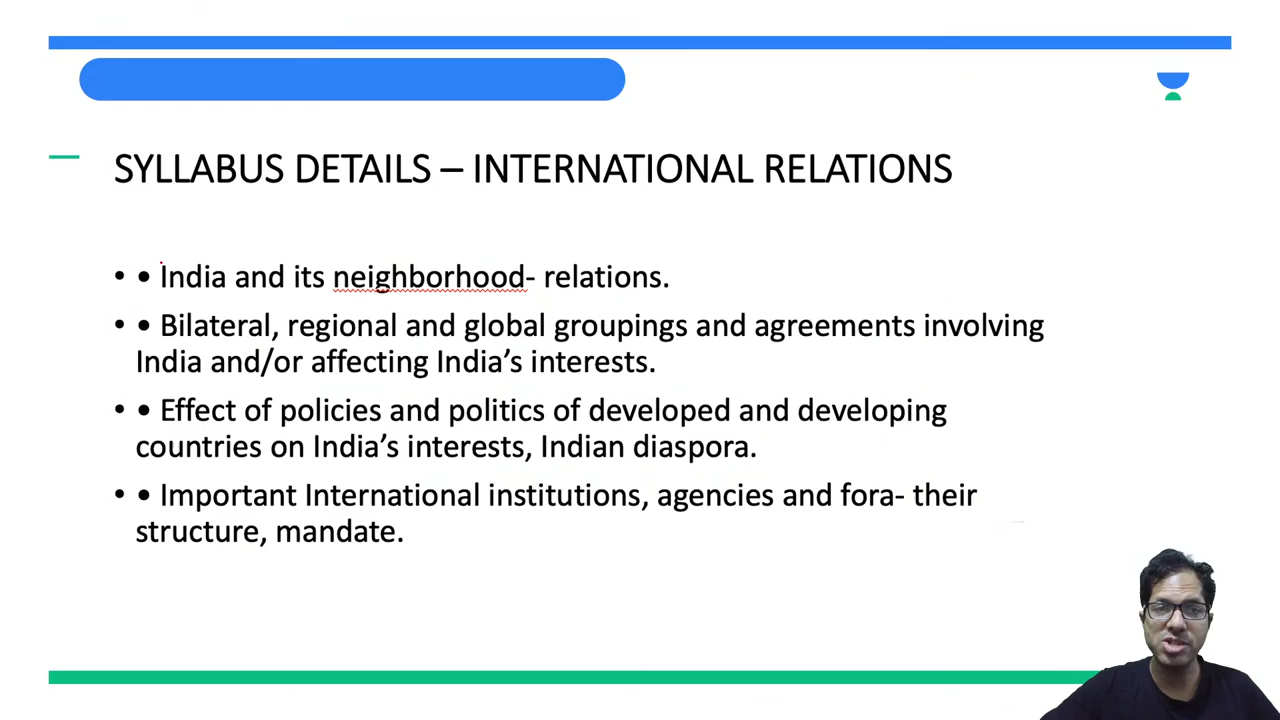 SYLLABUS DETAILS – INTERNATIONAL RELATIONS
• • India and its neighborhood- relations.
• • Bilateral, regional and global groupings and agreements involving
India and/or affecting India’s interests.
• • Effect of policies and politics of developed and developing
countries on India’s interests, Indian diaspora.
• • Important International institutions, agencies and fora- their
structure, mandate.